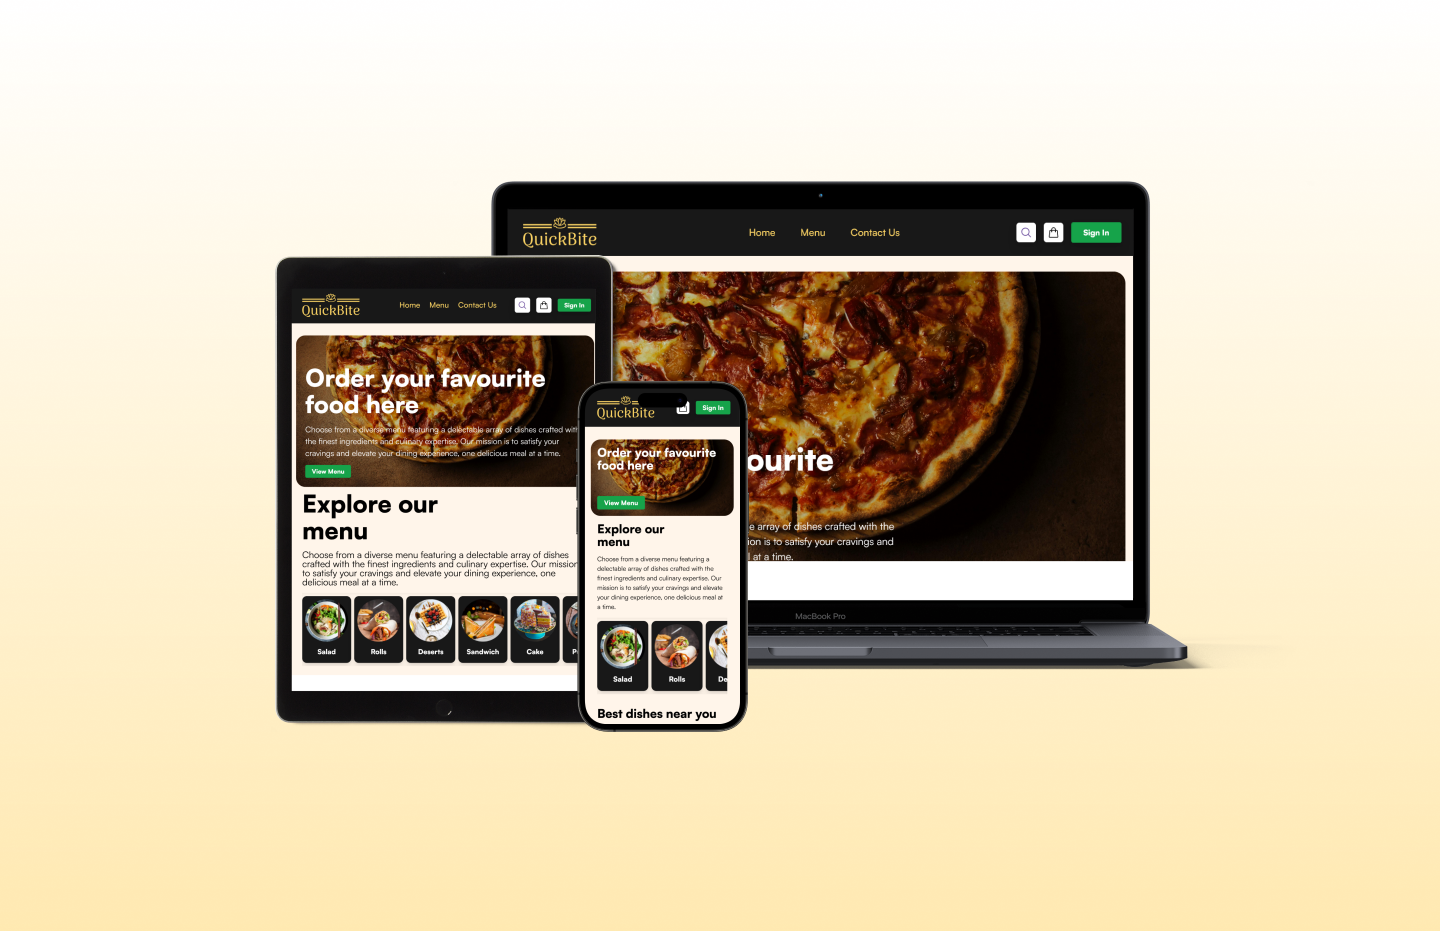 QuickBite
Home Menu Contact Us
Sign In
ourite
e array of dishes crafted with the
ion is to satisfy your cravings and
l at a time.
MacBook Pro
QuickBite
Home Menu Contact Us
Sign In
Order your favourite
food here
Choose from a diverse menu featuring a delectable array of dishes crafted with
the finest ingredients and culinary expertise. Our mission is to satisfy your
cravings and elevate your dining experience, one delicious meal at a time.
View Menu
Explore our
menu
Choose from a diverse menu featuring a delectable array of dishes
crafted with the finest ingredients and culinary expertise. Our mission
to satisfy your cravings and elevate your dining experience, one
delicious meal at a time.
Salad Rolls Deserts Sandwich Cake P
QuickBite
Sign In
Order your favourite
food here
View Menu
Explore our
menu
Choose from a diverse menu featuring a
delectable array of dishes crafted with the
finest ingredients and culinary expertise. Our
mission is to satisfy your cravings and elevate
your dining experience, one delicious meal at
a time.
Salad Rolls De
Best dishes near you